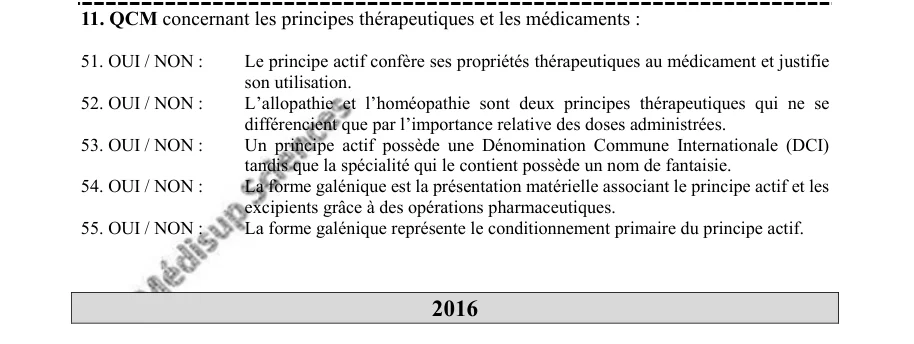 11. QCM concernant les principes thérapeutiques et les médicaments :
51. OUI / NON : Le principe actif confère ses propriétés thérapeutiques au médicament et justifie
son utilisation.
52. OUI / NON : L’allopathie et l’homéopathie sont deux principes thérapeutiques qui ne se
différencient que par l’importance relative des doses administrées.
53. OUI / NON : Un principe actif possède une Dénomination Commune Internationale (DCI)
tandis que la spécialité qui le contient possède un nom de fantaisie.
54. OUI / NON : La forme galénique est la présentation matérielle associant le principe actif et les
excipients grâce à des opérations pharmaceutiques.
55. OUI / NON : La forme galénique représente le conditionnement primaire du principe actif.
Médisup Sciences
2016